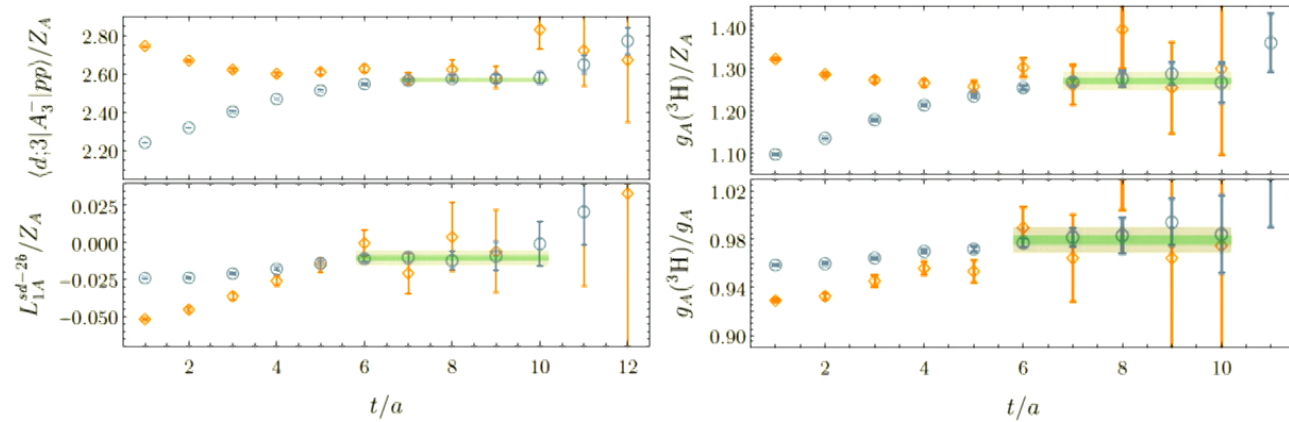 ⟨d;3|A₃⁻|pp⟩/Z_A
2.80
2.60
2.40
2.20
L_{1A}^{sd−2b}/Z_A
0.025
0.000
−0.025
−0.050
2 4 6 8 10 12
t/a
g_A(³H)/Z_A
1.40
1.30
1.20
1.10
g_A(³H)/g_A
1.02
0.98
0.94
0.90
2 4 6 8 10
t/a